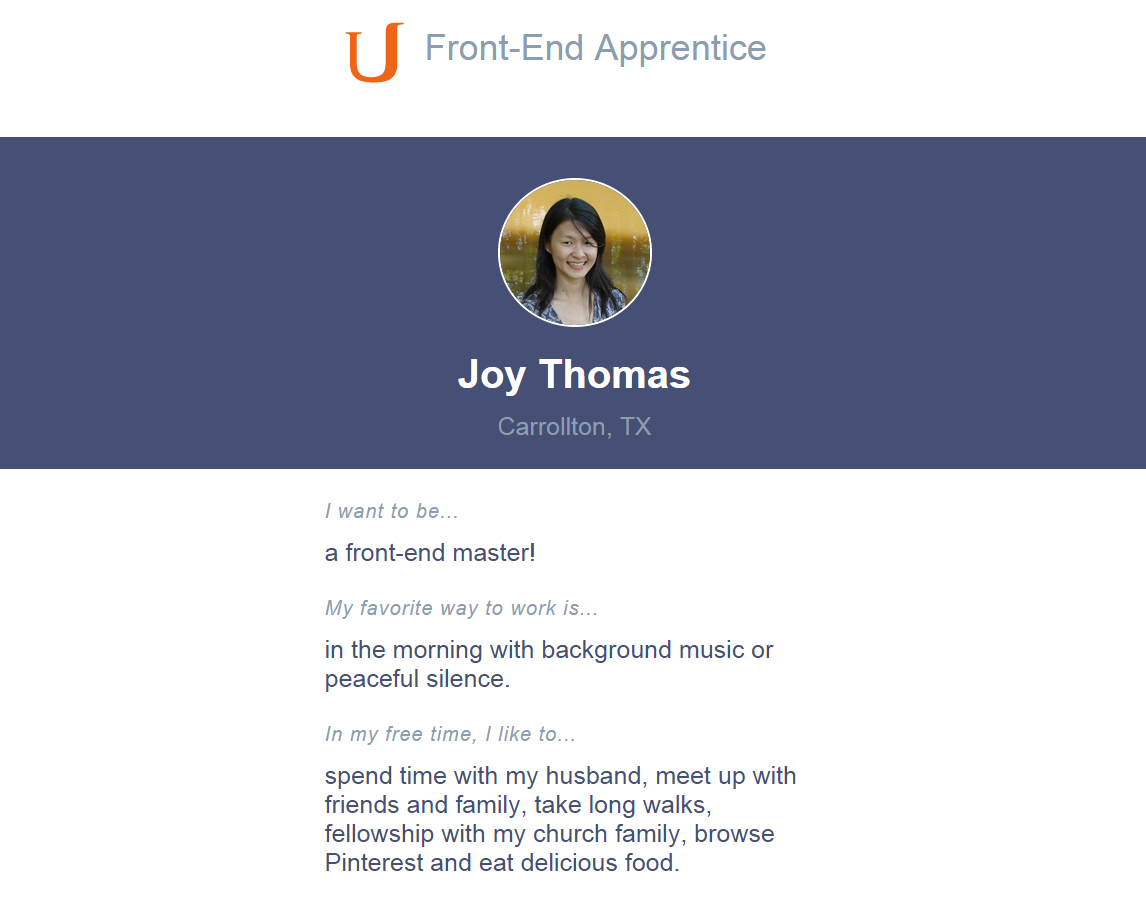 U Front-End Apprentice
Joy Thomas
Carrollton, TX
I want to be...
a front-end master!
My favorite way to work is...
in the morning with background music or
peaceful silence.
In my free time, I like to...
spend time with my husband, meet up with
friends and family, take long walks,
fellowship with my church family, browse
Pinterest and eat delicious food.